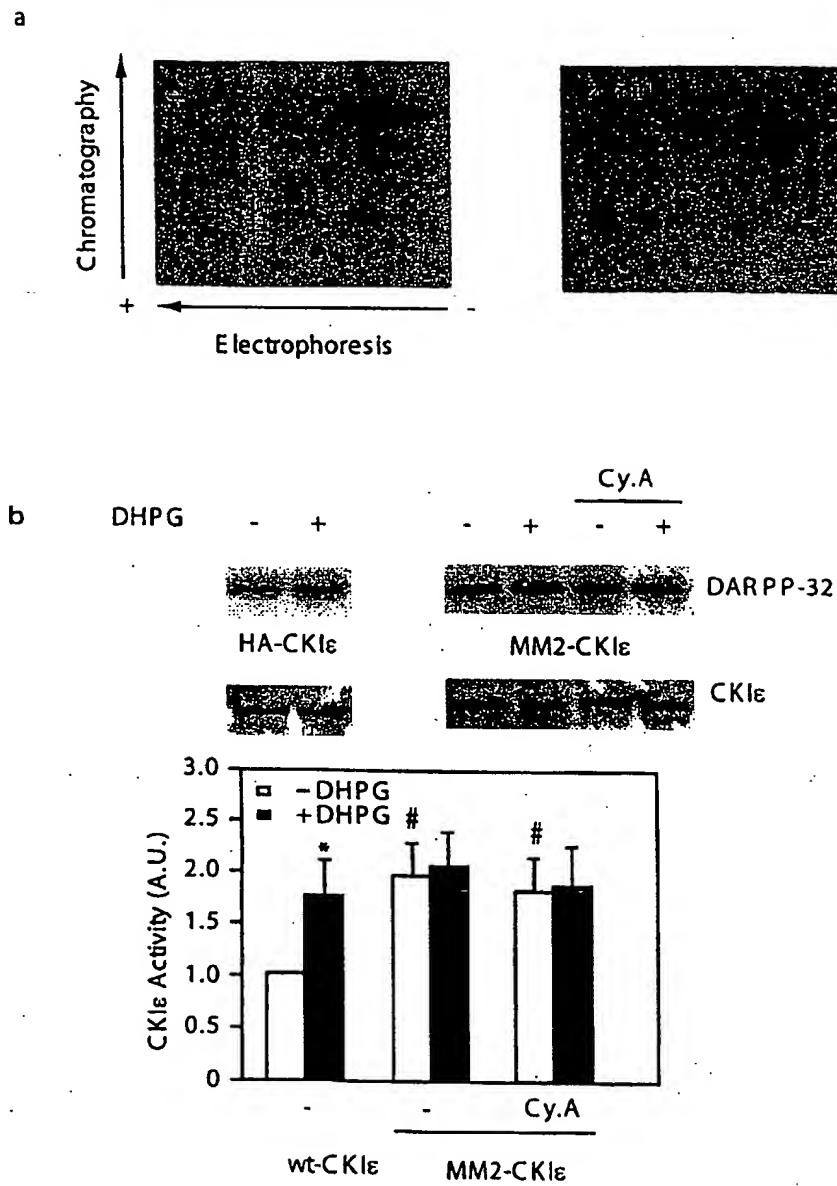 a
Chromatography
+ -
Electrophoresis
Cy.A
b DHPG - + - + - +
DARPP-32
HA-CKIε MM2-CKIε
CKIε
3.0
2.5
2.0
1.5
1.0
0.5
0
CKIε Activity (A.U.)
-DHPG
+DHPG
* # #
- - Cy.A
wt-CKIε MM2-CKIε